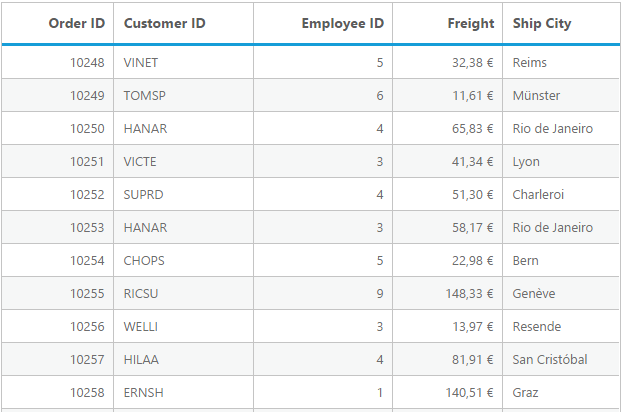 Order ID Customer ID Employee ID Freight Ship City
10248 VINET 5 32,38 € Reims
10249 TOMSP 6 11,61 € Münster
10250 HANAR 4 65,83 € Rio de Janeiro
10251 VICTE 3 41,34 € Lyon
10252 SUPRD 4 51,30 € Charleroi
10253 HANAR 3 58,17 € Rio de Janeiro
10254 CHOPS 5 22,98 € Bern
10255 RICSU 9 148,33 € Genève
10256 WELLI 3 13,97 € Resende
10257 HILAA 4 81,91 € San Cristóbal
10258 ERNSH 1 140,51 € Graz